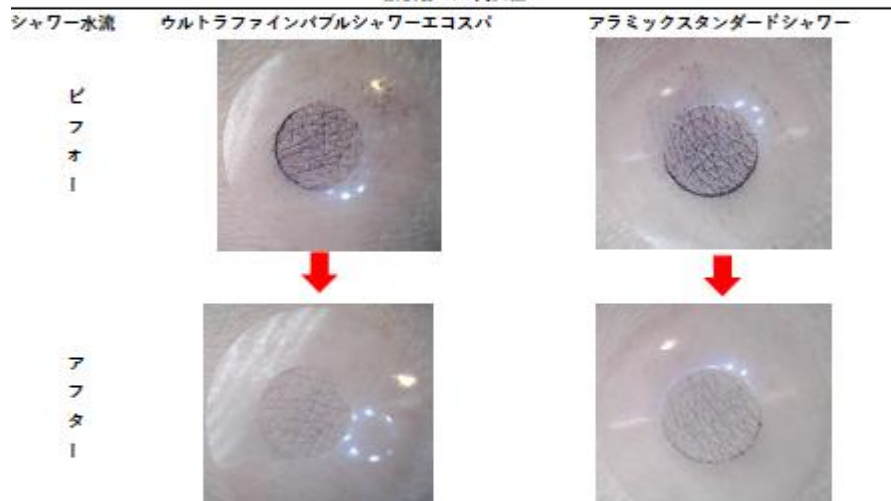 シャワー水流 ウルトラファインバブルシャワーエコスパ アラミックスタンダードシャワー
ビフォー
アフター